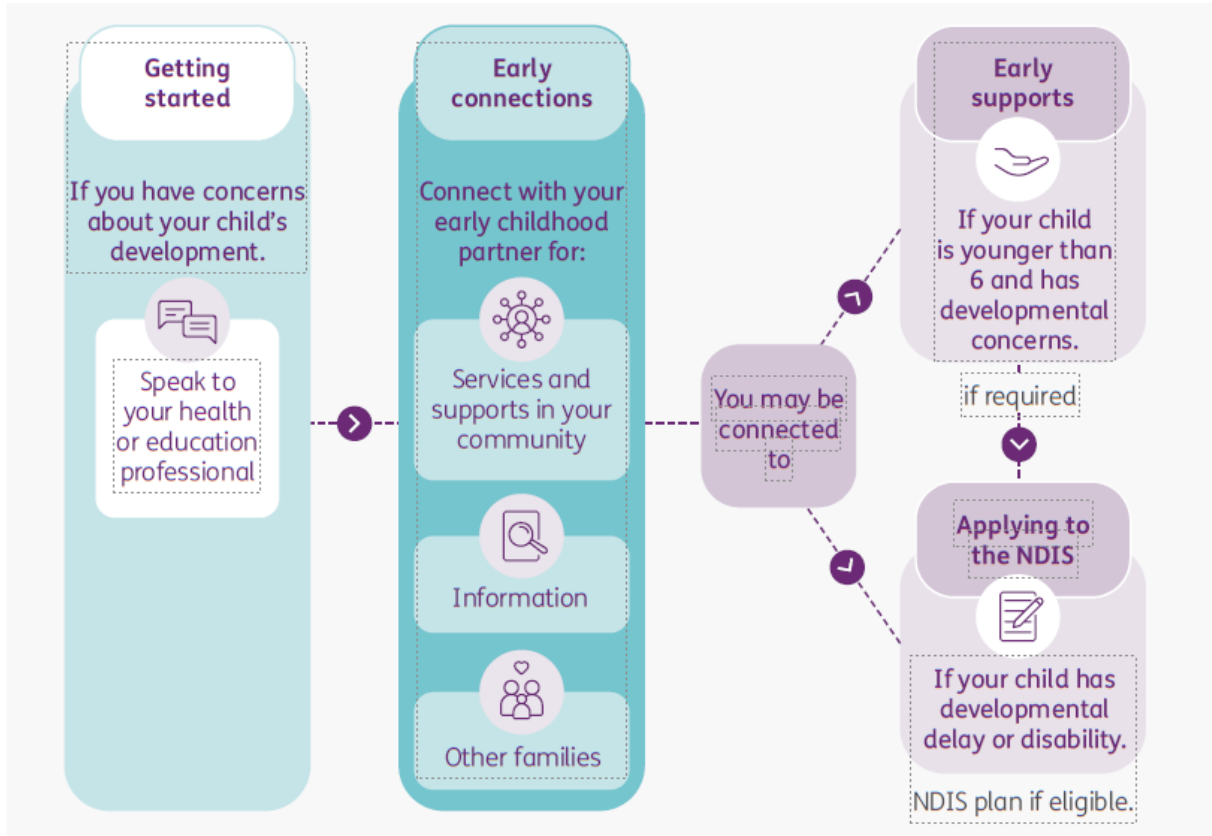 Getting
started
If you have concerns
about your child's
development.
Speak to
your health
or education
professional
Early
connections
Connect with your
early childhood
partner for:
Services and
supports in your
community
Information
Other families
You may be
connected
to
Early
supports
If your child
is younger than
6 and has
developmental
concerns.
if required
Applying to
the NDIS
If your child has
developmental
delay or disability.
NDIS plan if eligible.